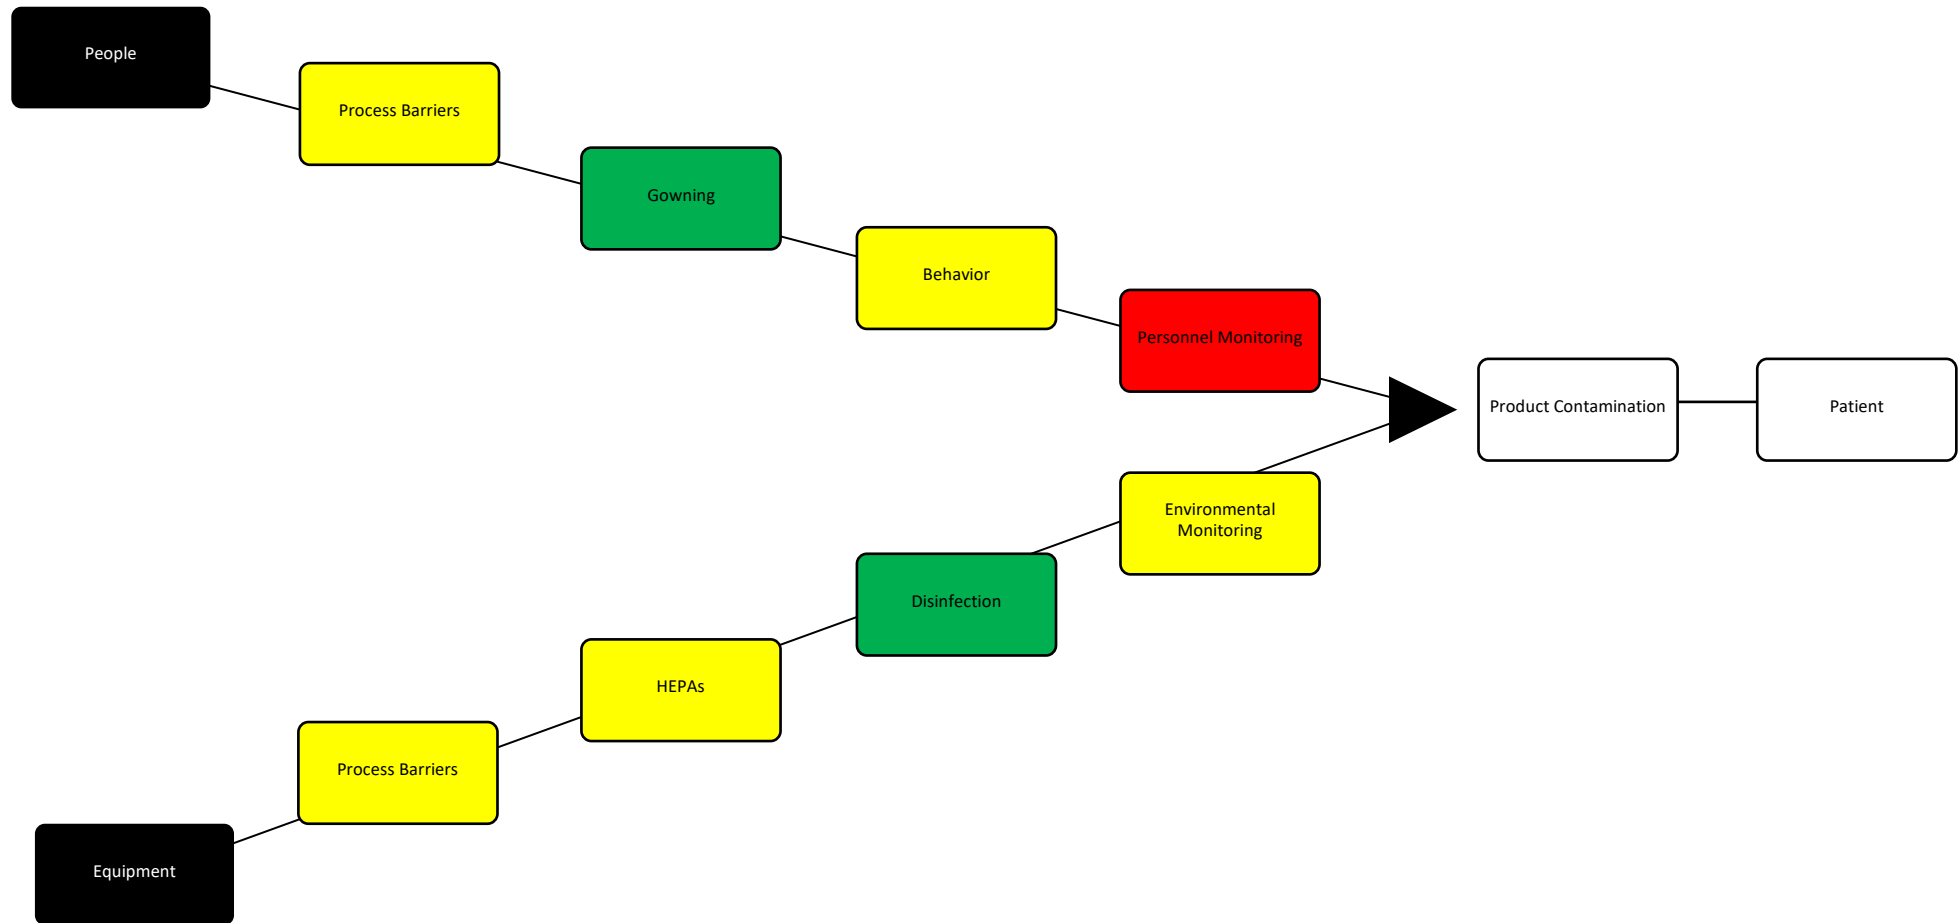 People
Process Barriers
Gowning
Behavior
Personnel Monitoring
Product Contamination
Patient
Environmental
Monitoring
Disinfection
HEPAs
Process Barriers
Equipment